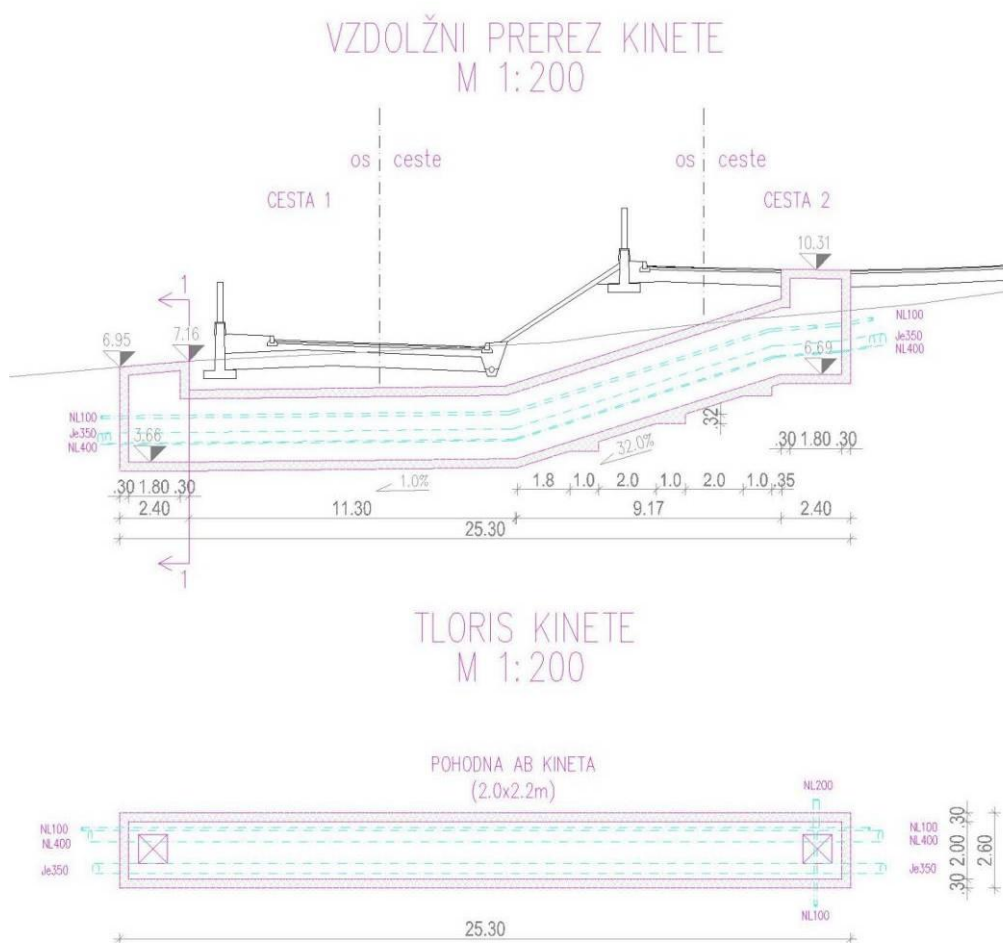 VZDOLŽNI PREREZ KINETE
M 1:200
os ceste
os ceste
CESTA 1
CESTA 2
10.31
1
6.95
7.16
NL100
Je350
NL400
6.69
NL100
Je350
NL400
3.66
.32
32.0%
1.0%
.30 1.80 .30
.30 1.80 .30
1.8 1.0 2.0 1.0 2.0 1.0 .35
2.40 11.30 9.17 2.40
25.30
1
TLORIS KINETE
M 1:200
POHODNA AB KINETA
(2.0x2.2m)
NL200
NL100
NL400
Je350
NL100
NL400
Je350
.30 2.00 .30
2.60
NL100
25.30